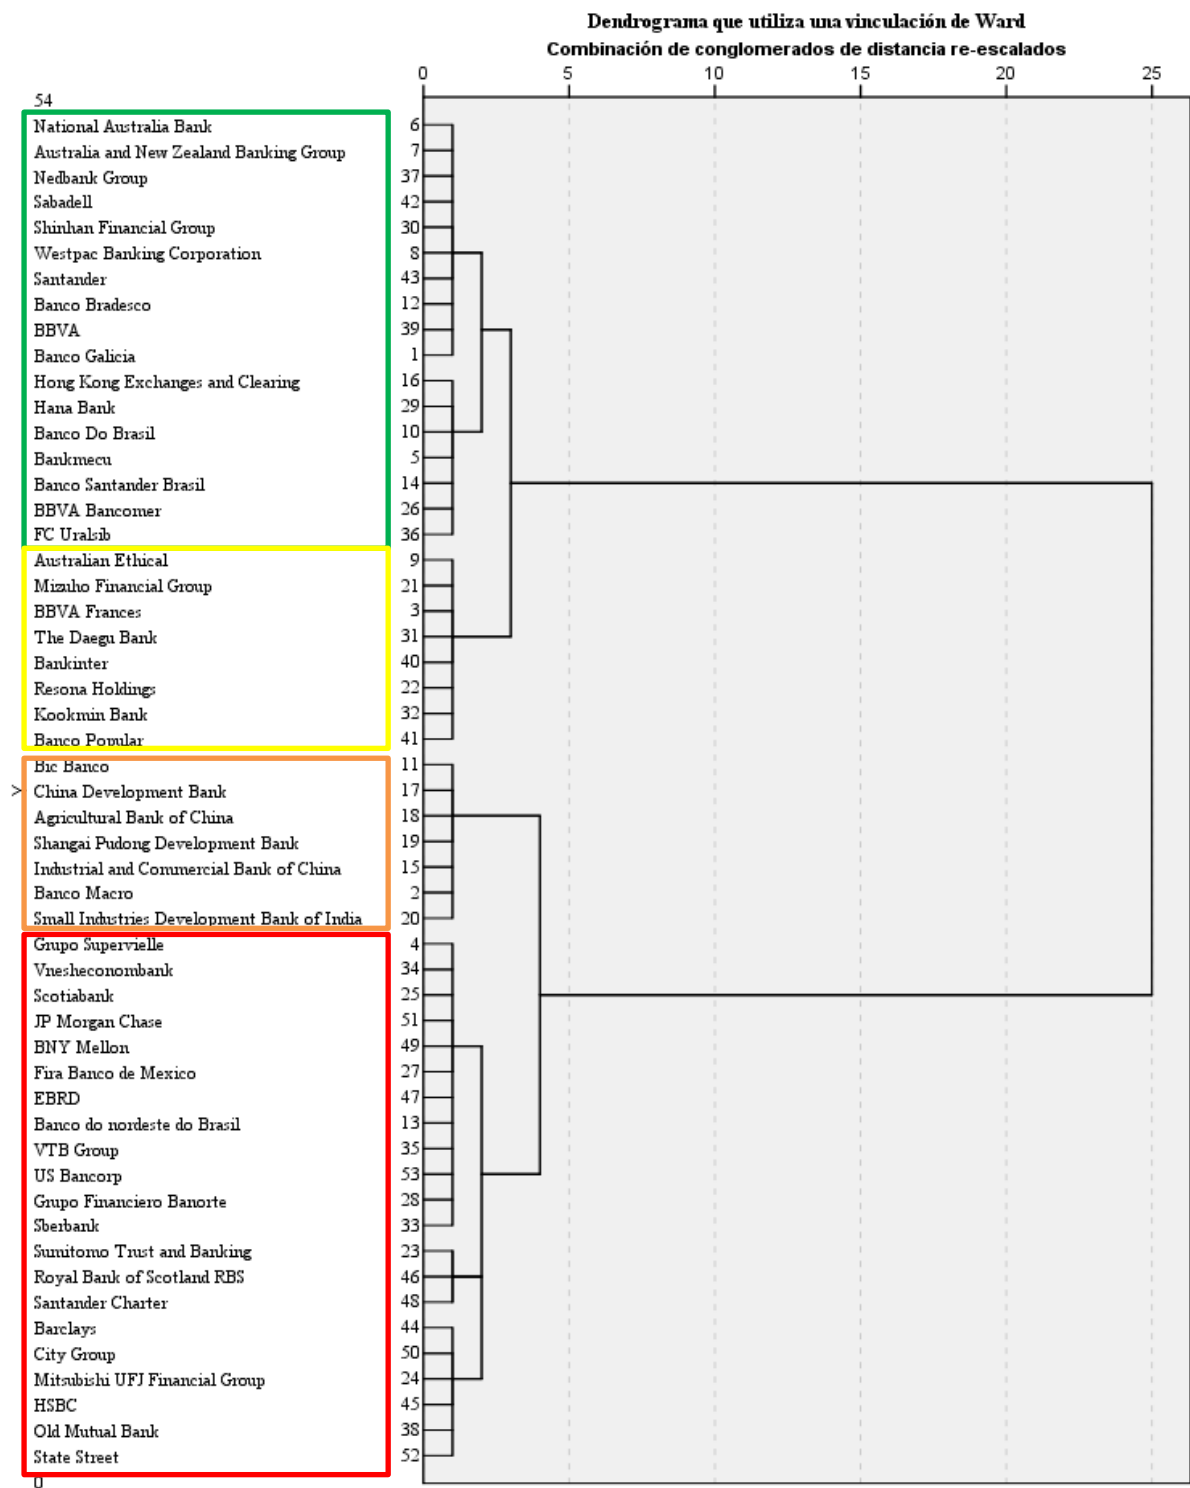 Dendrograma que utiliza una vinculación de Ward
Combinación de conglomerados de distancia re-escalados
0 5 10 15 20 25
54
National Australia Bank 6
Australia and New Zealand Banking Group 7
Nedbank Group 37
Sabadell 42
Shinhan Financial Group 30
Westpac Banking Corporation 8
Santander 43
Banco Bradesco 12
BBVA 39
Banco Galicia 1
Hong Kong Exchanges and Clearing 16
Hana Bank 29
Banco Do Brasil 10
Bankmecu 5
Banco Santander Brasil 14
BBVA Bancomer 26
FC Uralsib 36
Australian Ethical 9
Mizuho Financial Group 21
BBVA Frances 3
The Daegu Bank 31
Bankinter 40
Resona Holdings 22
Kookmin Bank 32
Banco Popular 41
Bic Banco 11
> China Development Bank 17
Agricultural Bank of China 18
Shangai Pudong Development Bank 19
Industrial and Commercial Bank of China 15
Banco Macro 2
Small Industries Development Bank of India 20
Grupo Supervielle 4
Vnesheconombank 34
Scotiabank 25
JP Morgan Chase 51
BNY Mellon 49
Fira Banco de Mexico 27
EBRD 47
Banco do nordeste do Brasil 13
VTB Group 35
US Bancorp 53
Grupo Financiero Banorte 28
Sberbank 33
Sumitomo Trust and Banking 23
Royal Bank of Scotland RBS 46
Santander Charter 48
Barclays 44
City Group 50
Mitsubishi UFJ Financial Group 24
HSBC 45
Old Mutual Bank 38
State Street 52
0